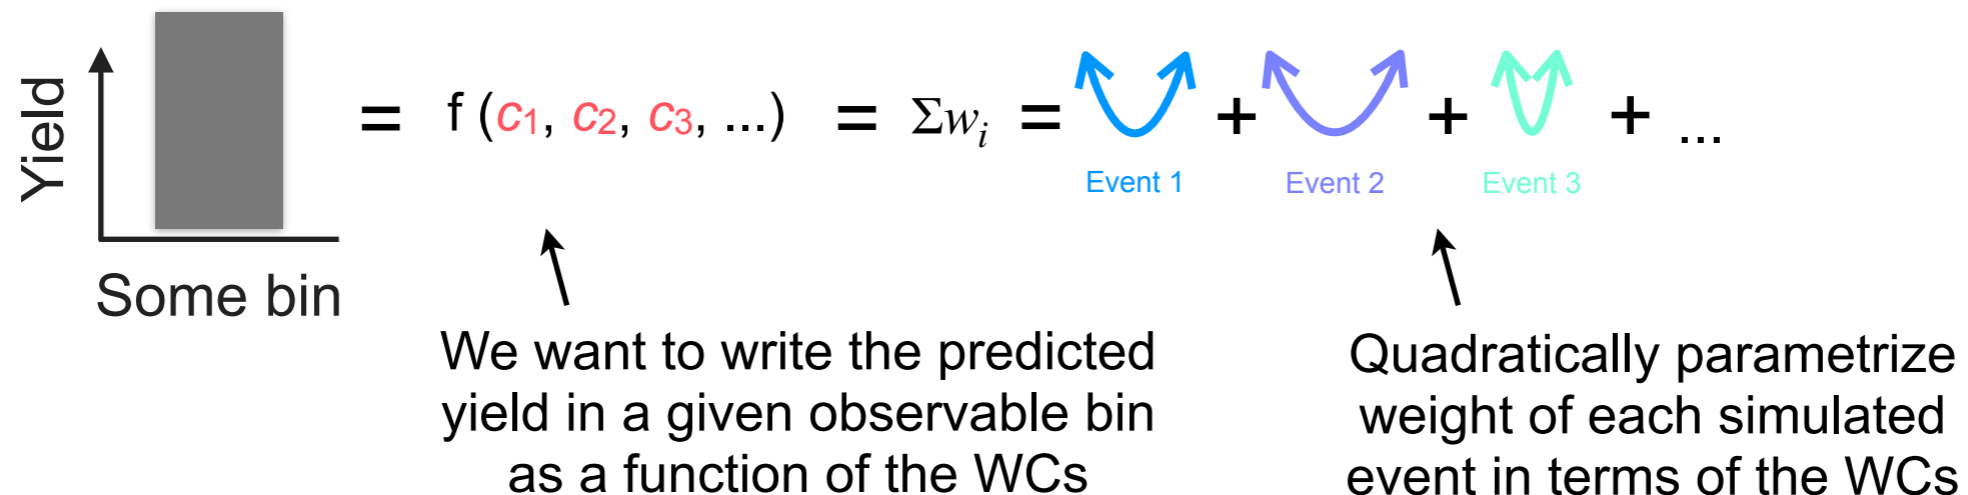 Yield
Some bin
= f (c1, c2, c3, ...) = Σwi = + + + ...
Event 1
Event 2
Event 3
We want to write the predicted
yield in a given observable bin
as a function of the WCs
Quadratically parametrize
weight of each simulated
event in terms of the WCs